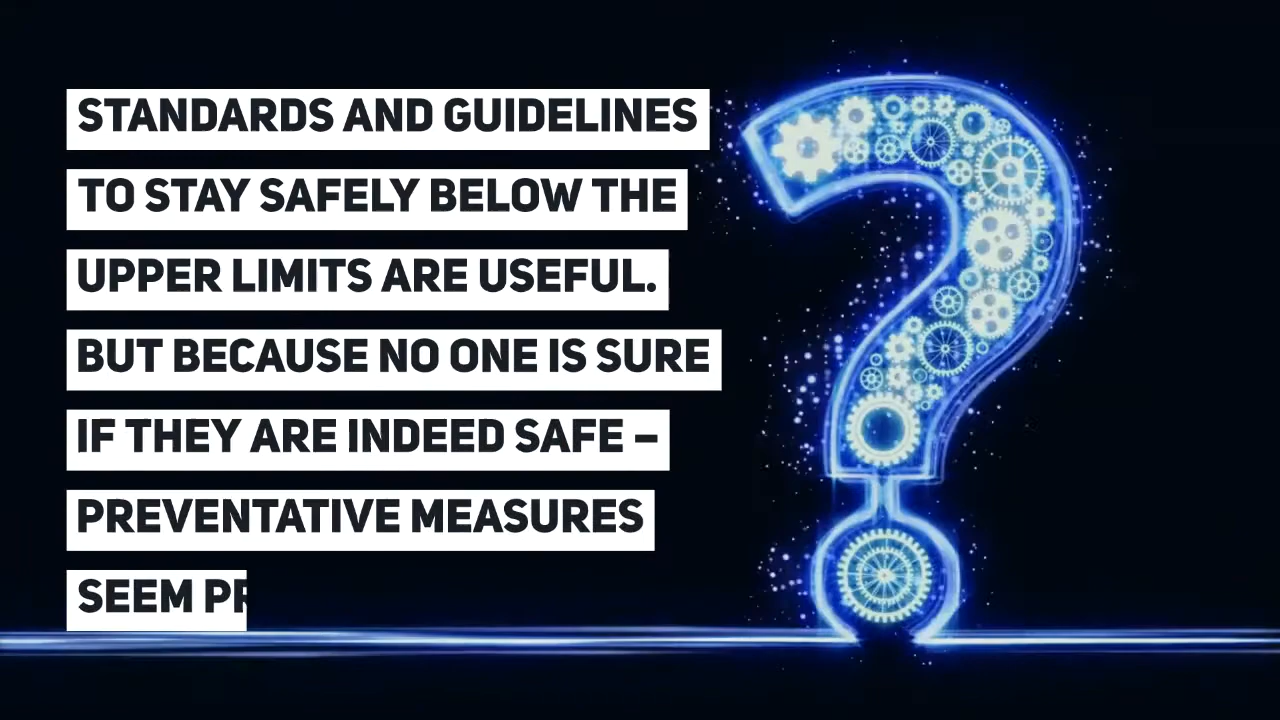 STANDARDS AND GUIDELINES
TO STAY SAFELY BELOW THE
UPPER LIMITS ARE USEFUL.
BUT BECAUSE NO ONE IS SURE
IF THEY ARE INDEED SAFE –
PREVENTATIVE MEASURES
SEEM